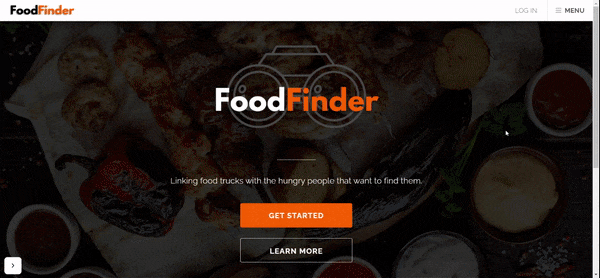 FoodFinder
LOG IN
MENU
FoodFinder
Linking food trucks with the hungry people that want to find them.
GET STARTED
LEARN MORE